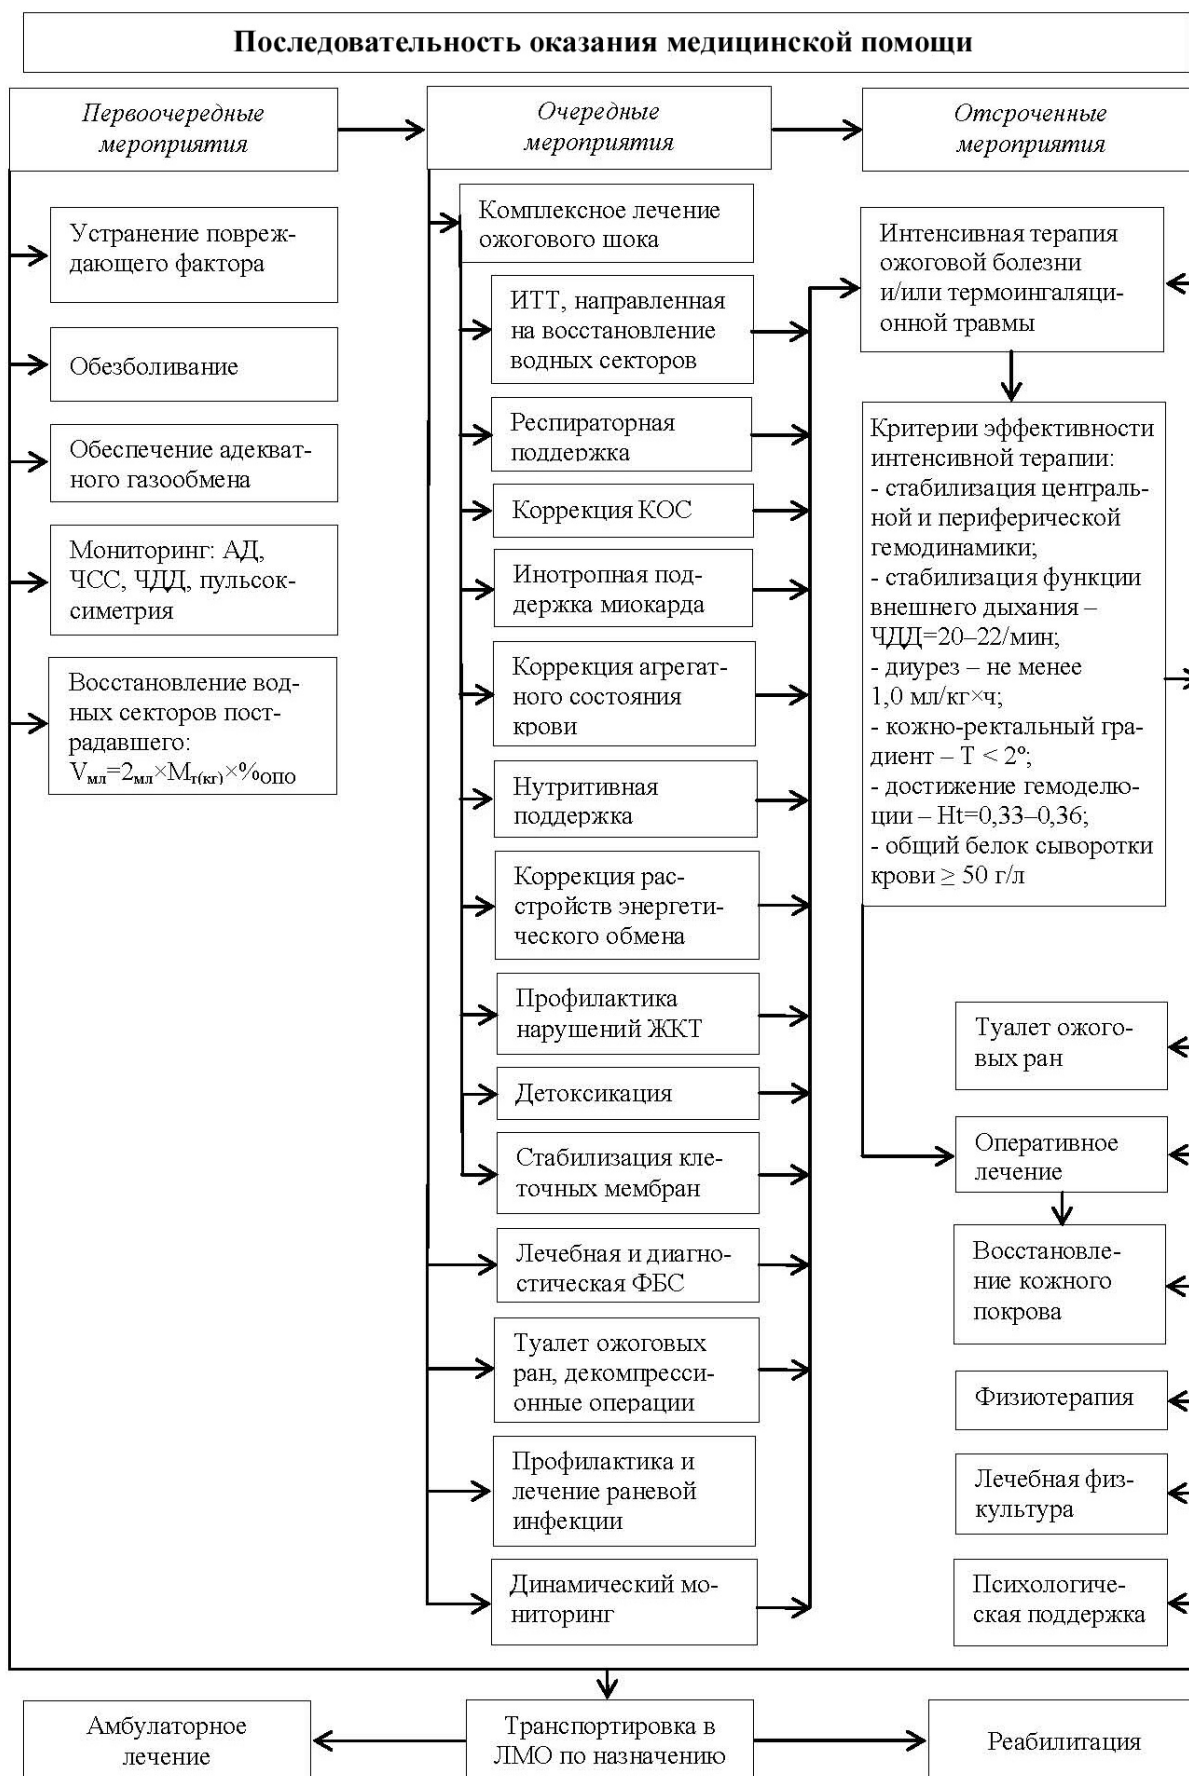 Последовательность оказания медицинской помощи
Первоочередные
мероприятия
Очередные
мероприятия
Отсроченные
мероприятия
Устранение повреж-
дающего фактора
Обезболивание
Обеспечение адекват-
ного газообмена
Мониторинг: АД,
ЧСС, ЧДД, пульсок-
симетрия
Восстановление вод-
ных секторов пост-
радавшего:
Vмл=2мл×Мт(кг)×%опо
Комплексное лечение
ожогового шока
ИТТ, направленная
на восстановление
водных секторов
Респираторная
поддержка
Коррекция КОС
Инотропная под-
держка миокарда
Коррекция агрегат-
ного состояния
крови
Нутритивная
поддержка
Коррекция рас-
стройств энергети-
ческого обмена
Профилактика
нарушений ЖКТ
Детоксикация
Стабилизация кле-
точных мембран
Лечебная и диагно-
стическая ФБС
Туалет ожоговых
ран, декомпресси-
онные операции
Профилактика и
лечение раневой
инфекции
Динамический мо-
ниторинг
Интенсивная терапия
ожоговой болезни
и/или термоингаляци-
онной травмы
Критерии эффективности
интенсивной терапии:
- стабилизация централь-
ной и периферической
гемодинамики;
- стабилизация функции
внешнего дыхания –
ЧДД=20–22/мин;
- диурез – не менее
1,0 мл/кг×ч;
- кожно-ректальный гра-
диент – Т < 2º;
- достижение гемоделю-
ции – Ht=0,33–0,36;
- общий белок сыворотки
крови ≥ 50 г/л
Туалет ожого-
вых ран
Оперативное
лечение
Восстановле-
ние кожного
покрова
Физиотерапия
Лечебная физ-
культура
Психологиче-
ская поддержка
Амбулаторное
лечение
Транспортировка в
ЛМО по назначению
Реабилитация